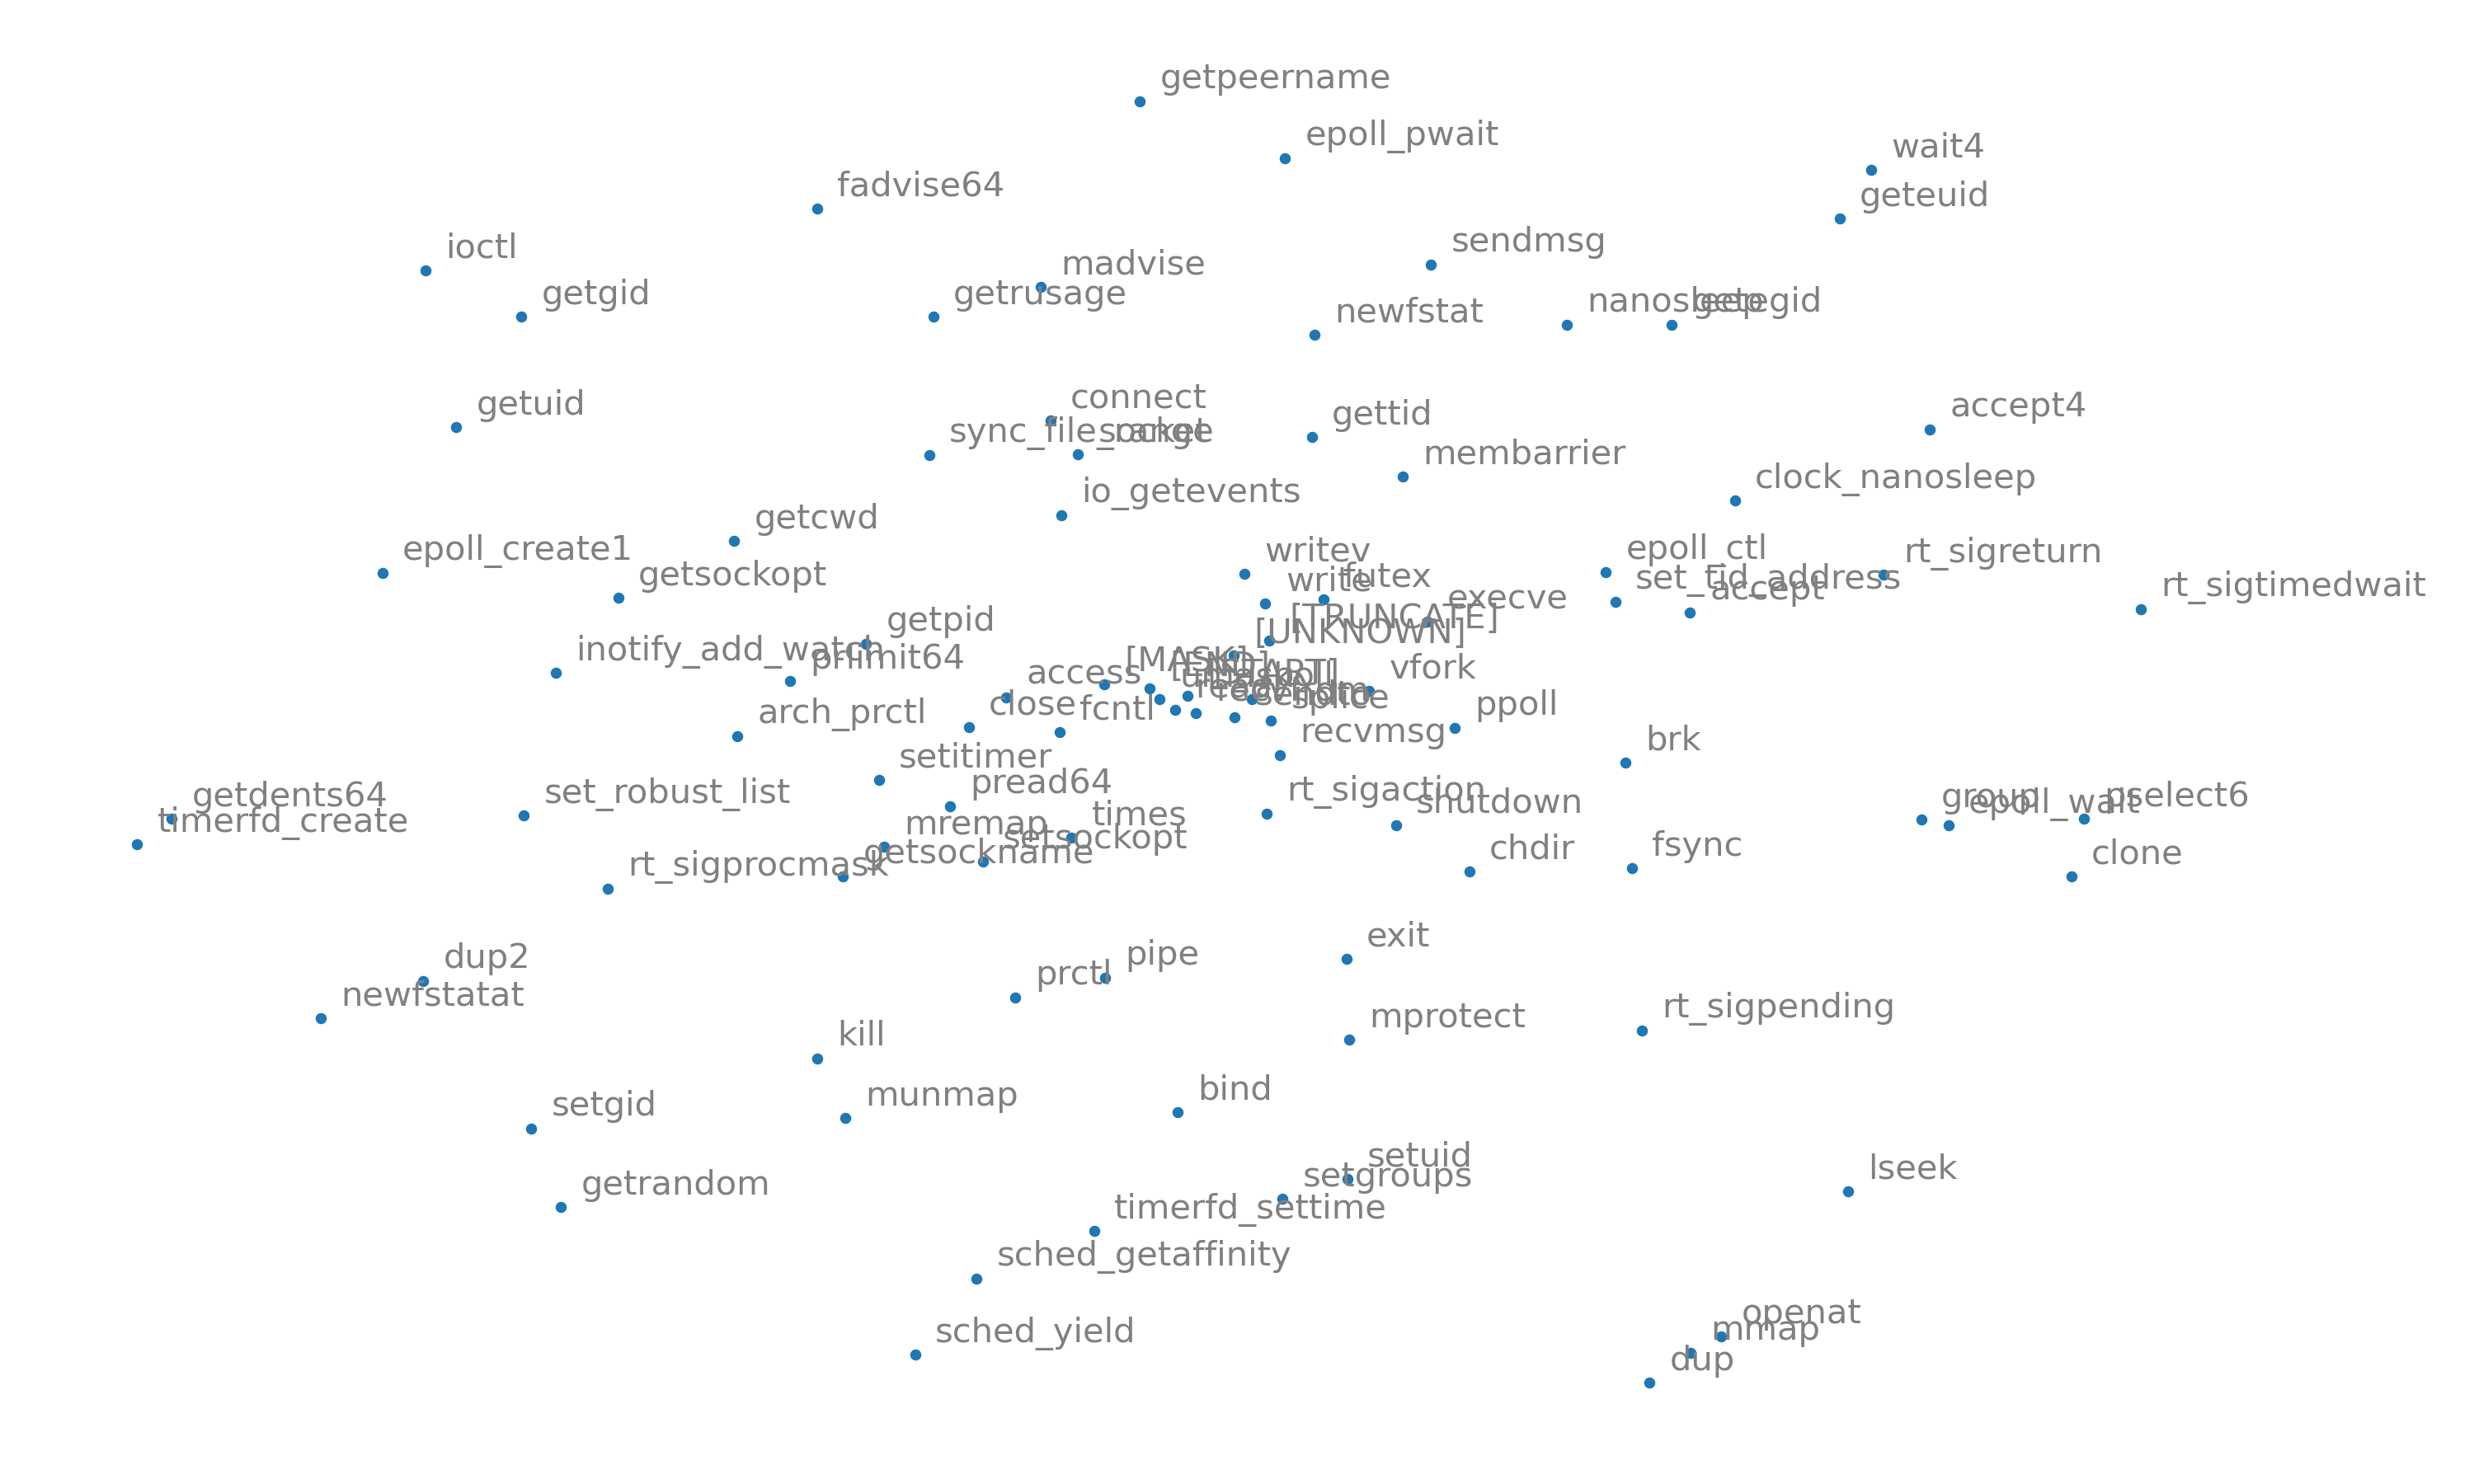 getpeername
epoll_pwait
wait4
fadvise64
geteuid
sendmsg
ioctl
madvise
getgid
getrusage
nanosleep
getegid
newfstat
connect
getuid
accept4
gettid
sync_file_range
socket
membarrier
clock_nanosleep
io_getevents
getcwd
epoll_create1
writev
epoll_ctl
rt_sigreturn
getsockopt
write
futex
set_tid_address
accept
rt_sigtimedwait
execve
[TRUNCATE]
getpid
[UNKNOWN]
inotify_add_watch
prlimit64
[MASK]
vfork
access
close
fcntl
splice
ppoll
arch_prctl
recvmsg
brk
setitimer
getdents64
set_robust_list
pread64
rt_sigaction
group
epoll_wait
pselect6
timerfd_create
times
shutdown
mremap
setsockopt
chdir
fsync
getsockname
clone
rt_sigprocmask
exit
dup2
pipe
prctl
newfstatat
rt_sigpending
mprotect
kill
munmap
bind
setgid
setuid
lseek
getrandom
setgroups
timerfd_settime
sched_getaffinity
openat
sched_yield
mmap
dup